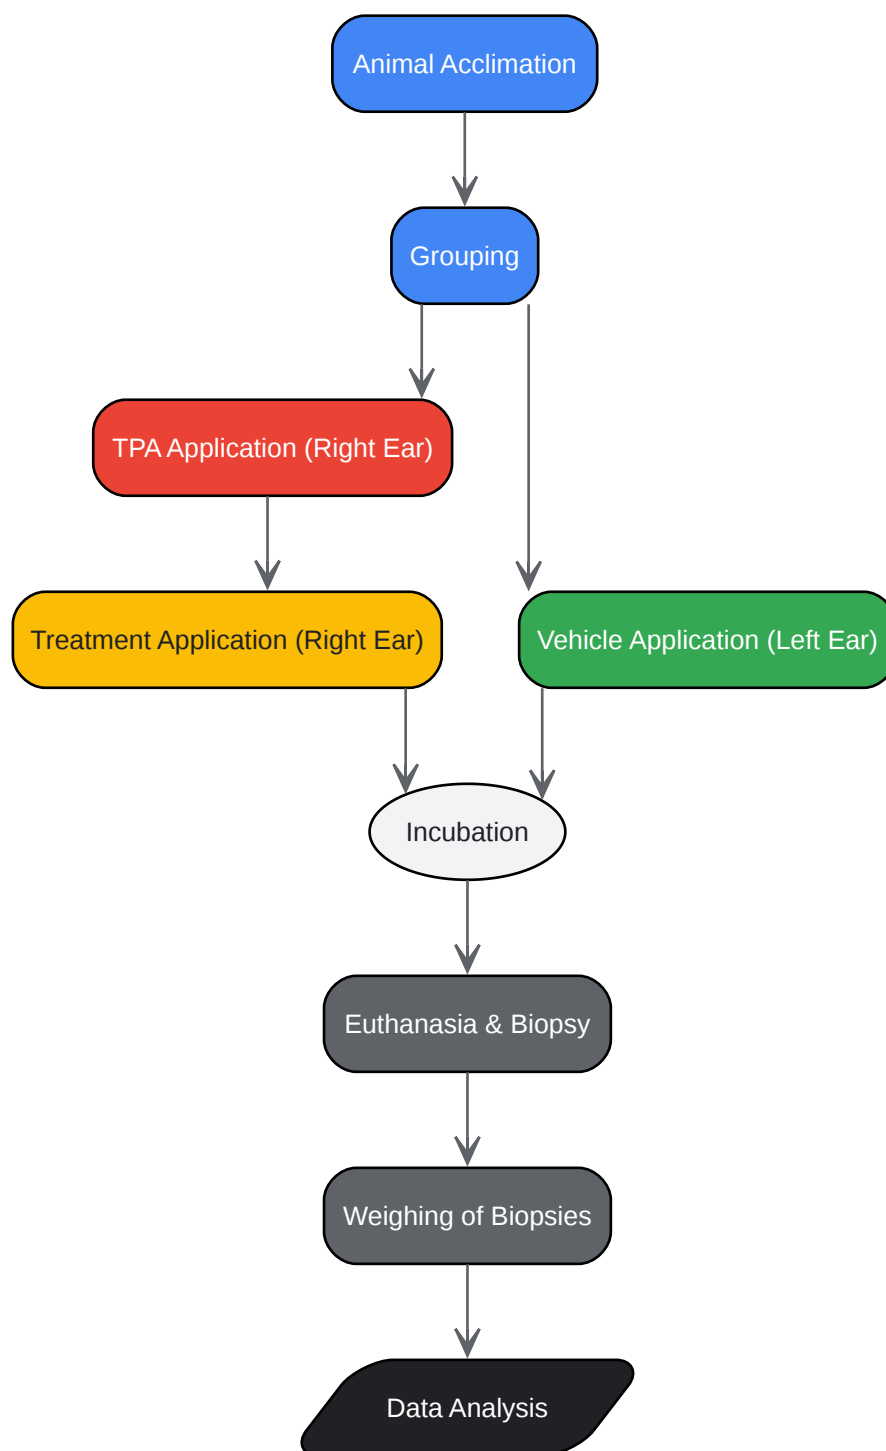 Animal Acclimation
Grouping
TPA Application (Right Ear)
Treatment Application (Right Ear)
Vehicle Application (Left Ear)
Incubation
Euthanasia & Biopsy
Weighing of Biopsies
Data Analysis